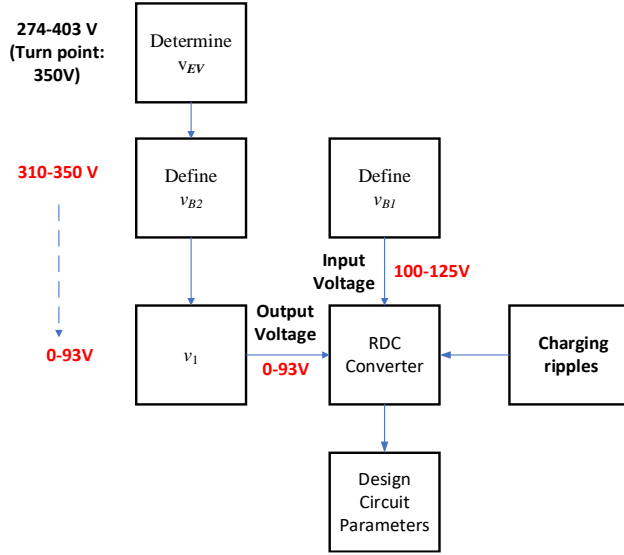 274-403 V
(Turn point:
350V)
Determine
vEV
310-350 V
Define
vB2
Define
vB1
Input
Voltage
100-125V
Output
Voltage
0-93V
v1
0-93V
RDC
Converter
Charging
ripples
Design
Circuit
Parameters